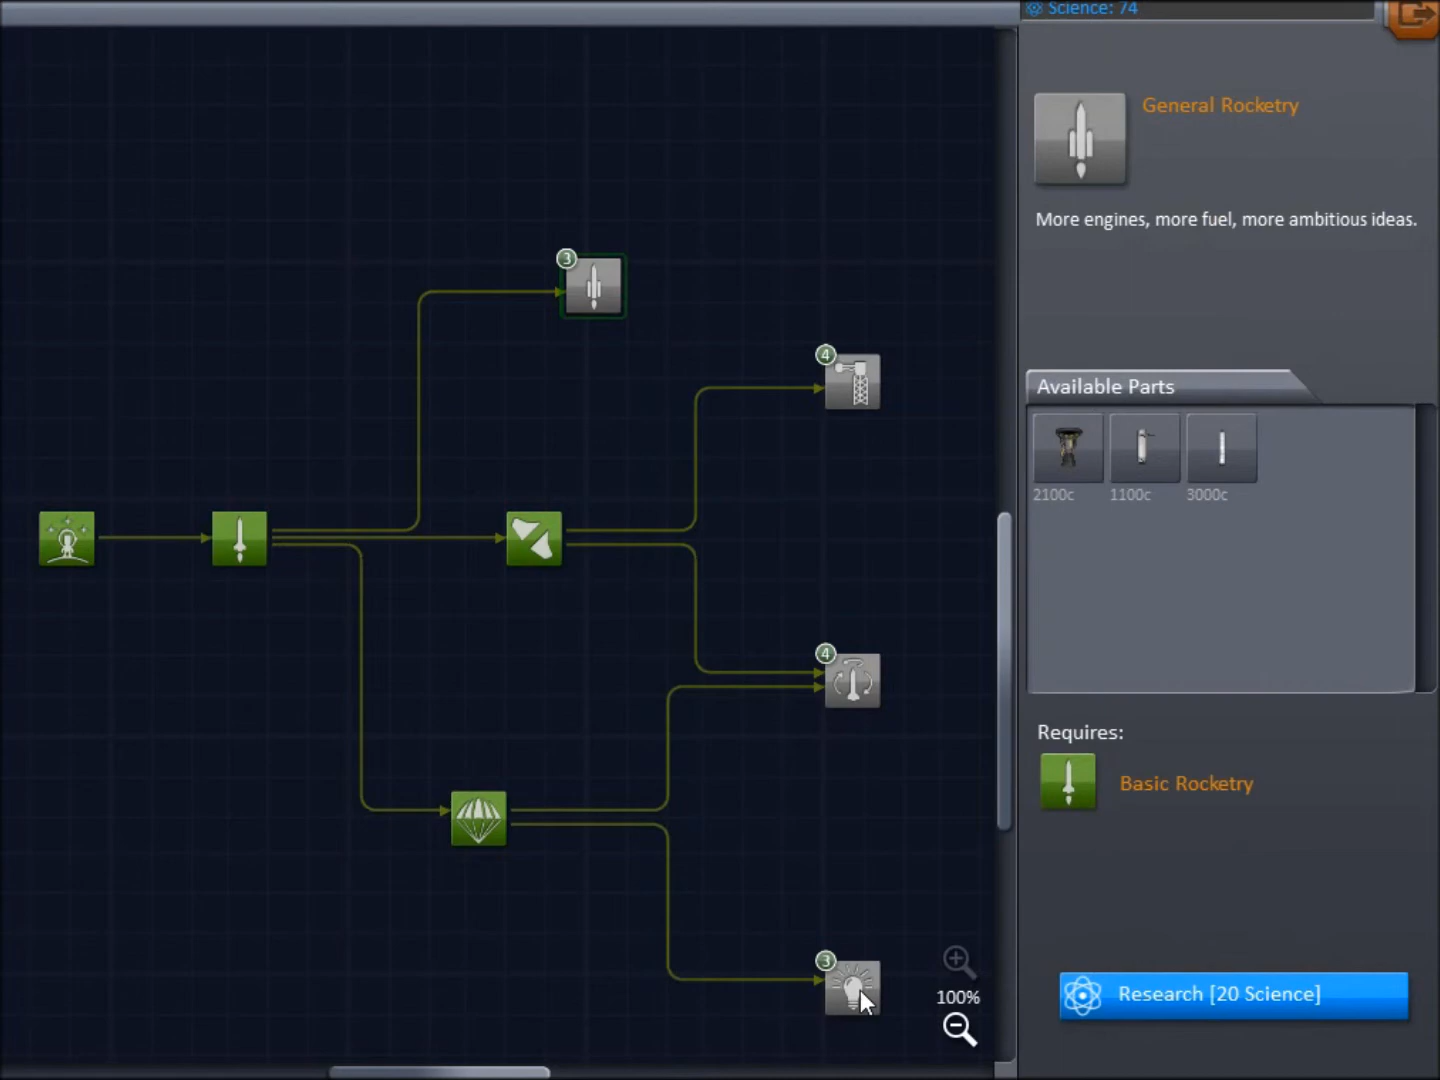 Science: 74
General Rocketry
More engines, more fuel, more ambitious ideas.
3
4
Available Parts
2100c 1100c 3000c
4
Requires:
Basic Rocketry
3
100%
Research [20 Science]